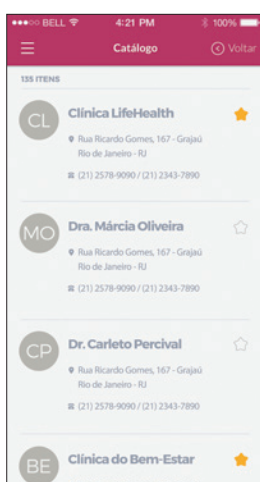 BELL 4:21 PM 100%
Catálogo Voltar
135 ITENS
CL Clínica LifeHealth
Rua Ricardo Gomes, 167 - Grajaú
Rio de Janeiro - RJ
(21) 2578-9090 / (21) 2343-7890
MO Dra. Márcia Oliveira
Rua Ricardo Gomes, 167 - Grajaú
Rio de Janeiro - RJ
(21) 2578-9090 / (21) 2343-7890
CP Dr. Carleto Percival
Rua Ricardo Gomes, 167 - Grajaú
Rio de Janeiro - RJ
(21) 2578-9090 / (21) 2343-7890
BE Clínica do Bem-Estar